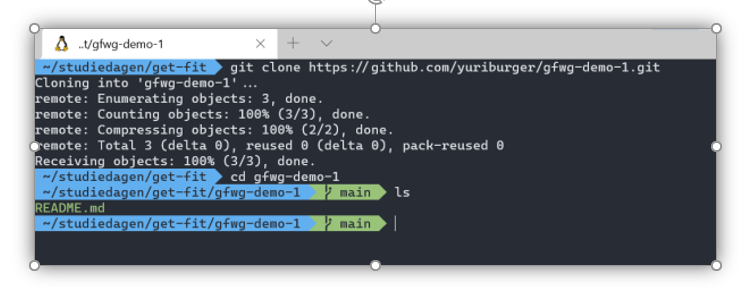 ..t/gfwg-demo-1
~/studiedagen/get-fit git clone https://github.com/yuriburger/gfwg-demo-1.git
Cloning into 'gfwg-demo-1'...
remote: Enumerating objects: 3, done.
remote: Counting objects: 100% (3/3), done.
remote: Compressing objects: 100% (2/2), done.
remote: Total 3 (delta 0), reused 0 (delta 0), pack-reused 0
Receiving objects: 100% (3/3), done.
~/studiedagen/get-fit cd gfwg-demo-1
~/studiedagen/get-fit/gfwg-demo-1 main ls
README.md
~/studiedagen/get-fit/gfwg-demo-1 main